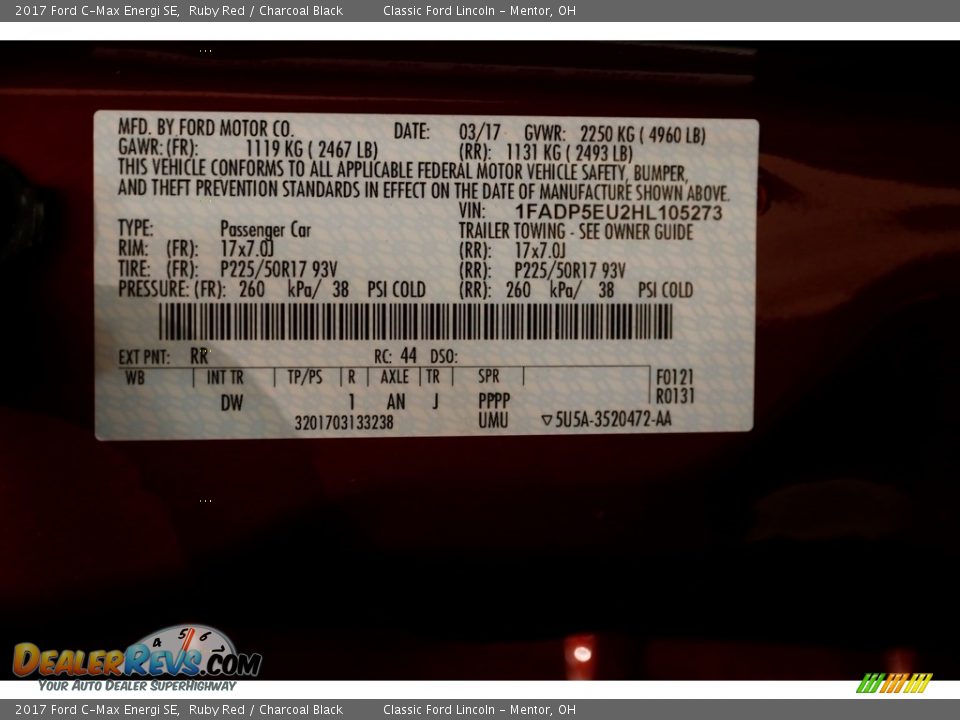 2017 Ford C-Max Energi SE, Ruby Red / Charcoal Black Classic Ford Lincoln - Mentor, OH
MFD. BY FORD MOTOR CO. DATE: 03/17 GVWR: 2250 KG ( 4960 LB)
GAWR: (FR): 1119 KG ( 2467 LB) (RR): 1131 KG ( 2493 LB)
THIS VEHICLE CONFORMS TO ALL APPLICABLE FEDERAL MOTOR VEHICLE SAFETY, BUMPER,
AND THEFT PREVENTION STANDARDS IN EFFECT ON THE DATE OF MANUFACTURE SHOWN ABOVE.
VIN: 1FADP5EU2HL105273
TYPE: Passenger Car TRAILER TOWING - SEE OWNER GUIDE
RIM: (FR): 17x7.0J (RR): 17x7.0J
TIRE: (FR): P225/50R17 93V (RR): P225/50R17 93V
PRESSURE: (FR): 260 kPa/ 38 PSI COLD (RR): 260 kPa/ 38 PSI COLD
EXT PNT: RR RC: 44 DSO:
WB INT TR TP/PS R AXLE TR SPR F0121
R0131
DW 1 AN J PPPP
3201703133238 UMU ▽5U5A-3520472-AA
4 5 6
DEALERREVS.COM
YOUR AUTO DEALER SUPERHIGHWAY
2017 Ford C-Max Energi SE, Ruby Red / Charcoal Black Classic Ford Lincoln - Mentor, OH